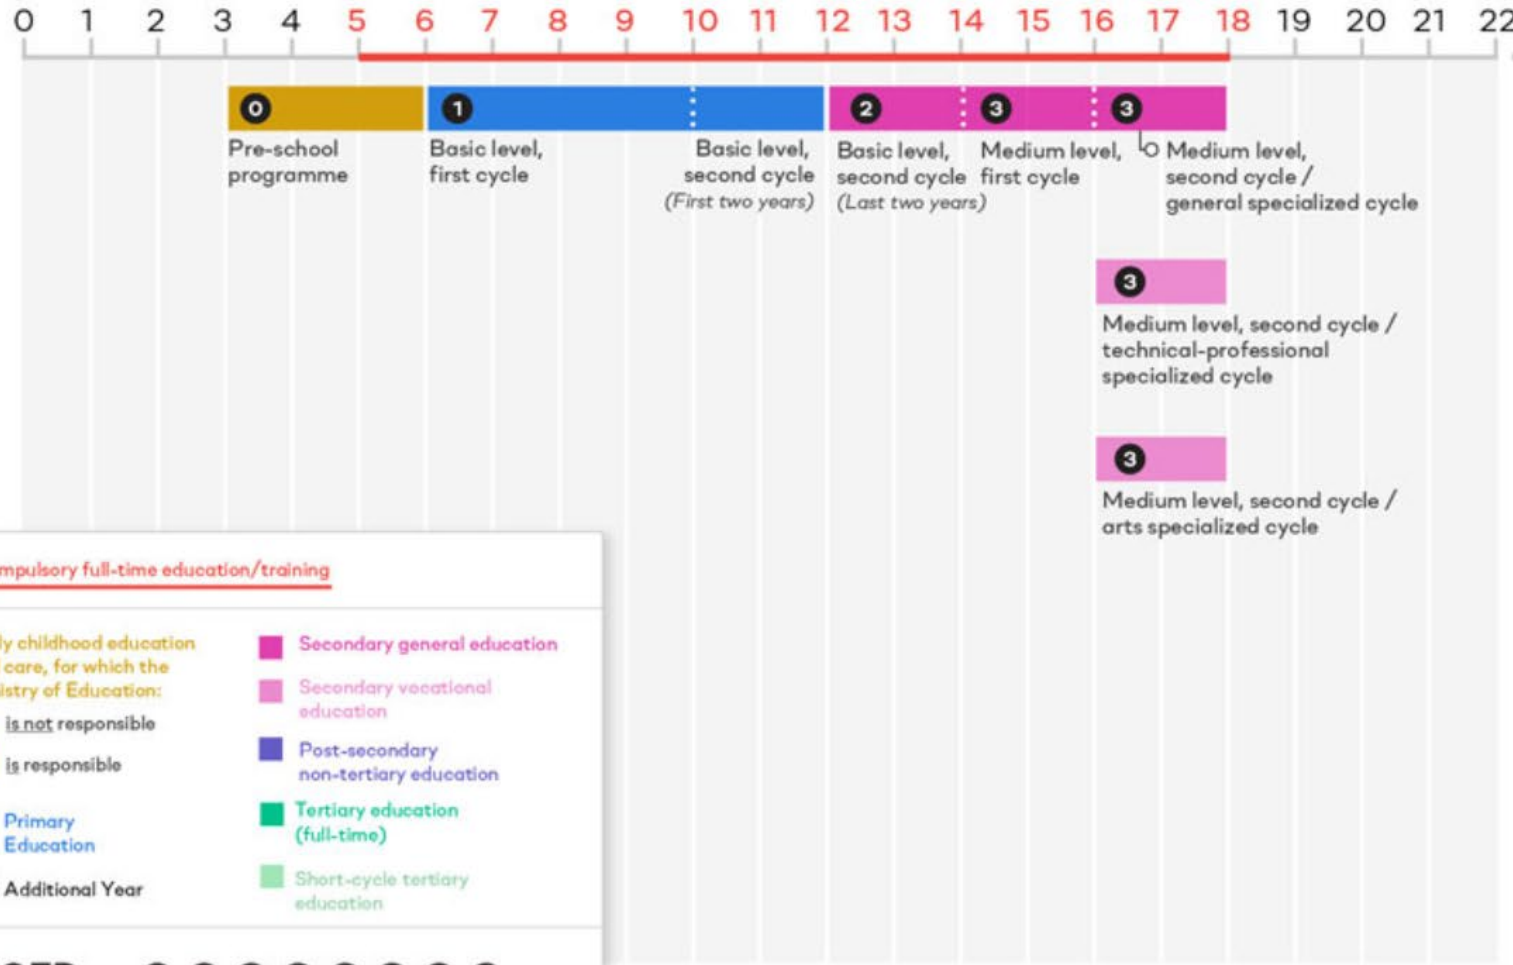 0 1 2 3 4 5 6 7 8 9 10 11 12 13 14 15 16 17 18 19 20 21 22
0 1 2 3 3
Pre-school
programme
Basic level,
first cycle
Basic level,
second cycle
(First two years)
Basic level,
second cycle
(Last two years)
Medium level,
first cycle
Medium level,
second cycle /
general specialized cycle
3
Medium level, second cycle /
technical-professional
specialized cycle
3
Medium level, second cycle /
arts specialized cycle
mpulsory full-time education/training
ly childhood education
care, for which the
istry of Education:
is not responsible
is responsible
Primary
Education
Additional Year
Secondary general education
Secondary vocational
education
Post-secondary
non-tertiary education
Tertiary education
(full-time)
Short-cycle tertiary
education